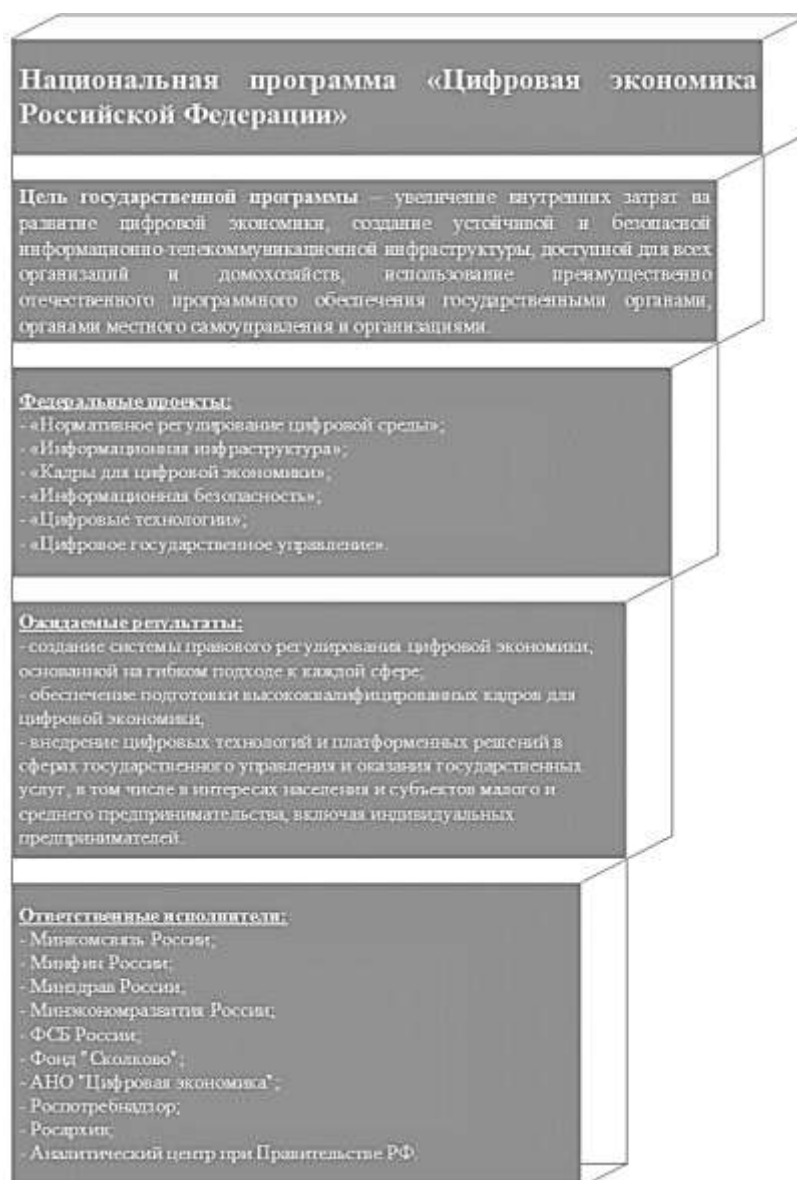 Национальная программа «Цифровая экономика
Российской Федерации»
Цель государственной программы – увеличение внутренних затрат на
развитие цифровой экономики, создание устойчивой и безопасной
информационно-телекоммуникационной инфраструктуры, доступной для всех
организаций и домохозяйств, использование преимущественно
отечественного программного обеспечения государственными органами,
органами местного самоуправления и организациями.
Федеральные проекты:
- «Нормативное регулирование цифровой среды»;
- «Информационная инфраструктура»;
- «Кадры для цифровой экономики»;
- «Информационная безопасность»;
- «Цифровые технологии»;
- «Цифровое государственное управление».
Ожидаемые результаты:
- создание системы правового регулирования цифровой экономики,
основанной на гибком подходе к каждой сфере;
- обеспечение подготовки высококвалифицированных кадров для
цифровой экономики;
- внедрение цифровых технологий и платформенных решений в
сферах государственного управления и оказания государственных
услуг, в том числе в интересах населения и субъектов малого и
среднего предпринимательства, включая индивидуальных
предпринимателей.
Ответственные исполнители:
- Минкомсвязь России;
- Минфин России;
- Минздрав России;
- Минэкономразвития России;
- ФСБ России;
- Фонд "Сколково";
- АНО "Цифровая экономика";
- Роспотребнадзор;
- Росархив;
- Аналитический центр при Правительстве РФ.